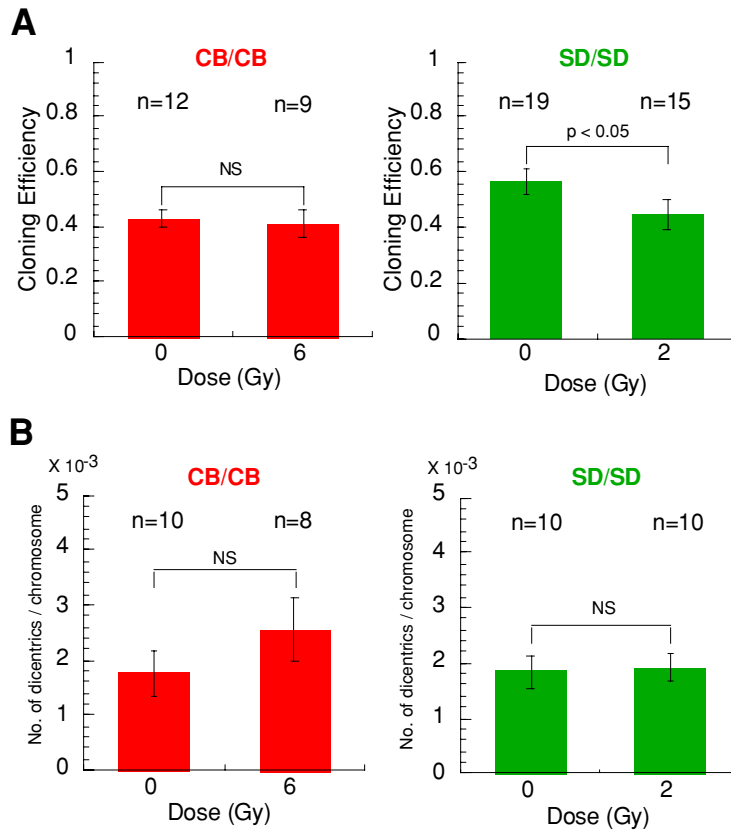 A
CB/CB
SD/SD
1
0.8
0.6
0.4
0.2
0
Cloning Efficiency
n=12
n=9
NS
0
6
Dose (Gy)
1
0.8
0.6
0.4
0.2
0
Cloning Efficiency
n=19
n=15
p < 0.05
0
2
Dose (Gy)
B
X 10-3
CB/CB
5
4
3
2
1
0
No. of dicentrics / chromosome
n=10
n=8
NS
0
6
Dose (Gy)
X 10-3
SD/SD
5
4
3
2
1
0
No. of dicentrics / chromosome
n=10
n=10
NS
0
2
Dose (Gy)